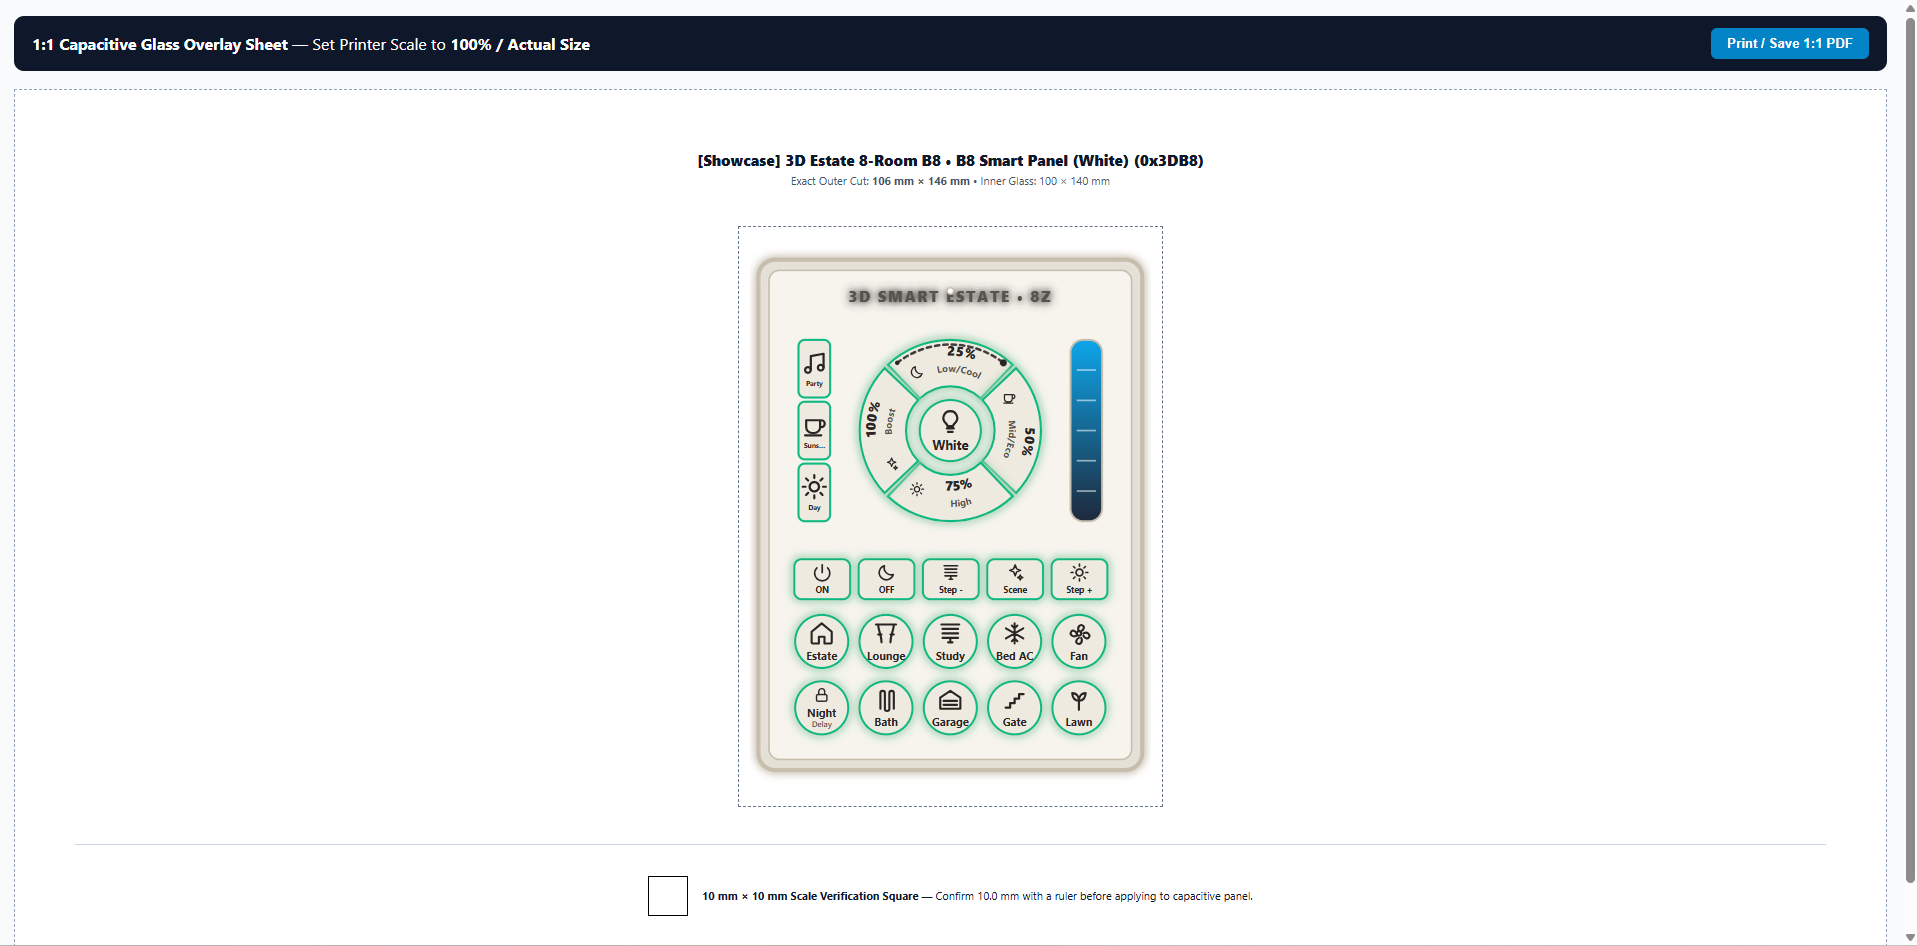 1:1 Capacitive Glass Overlay Sheet — Set Printer Scale to 100% / Actual Size
Print / Save 1:1 PDF
[Showcase] 3D Estate 8-Room B8 • B8 Smart Panel (White) (0x3DB8)
Exact Outer Cut: 106 mm × 146 mm • Inner Glass: 100 × 140 mm
3D SMART ESTATE • 8Z
Party
Suns...
Day
25%
Low/Cool
50%
Mid/Eco
75%
High
100%
Boost
White
ON
OFF
Step -
Scene
Step +
Estate
Lounge
Study
Bed AC
Fan
Night
Delay
Bath
Garage
Gate
Lawn
10 mm × 10 mm Scale Verification Square — Confirm 10.0 mm with a ruler before applying to capacitive panel.